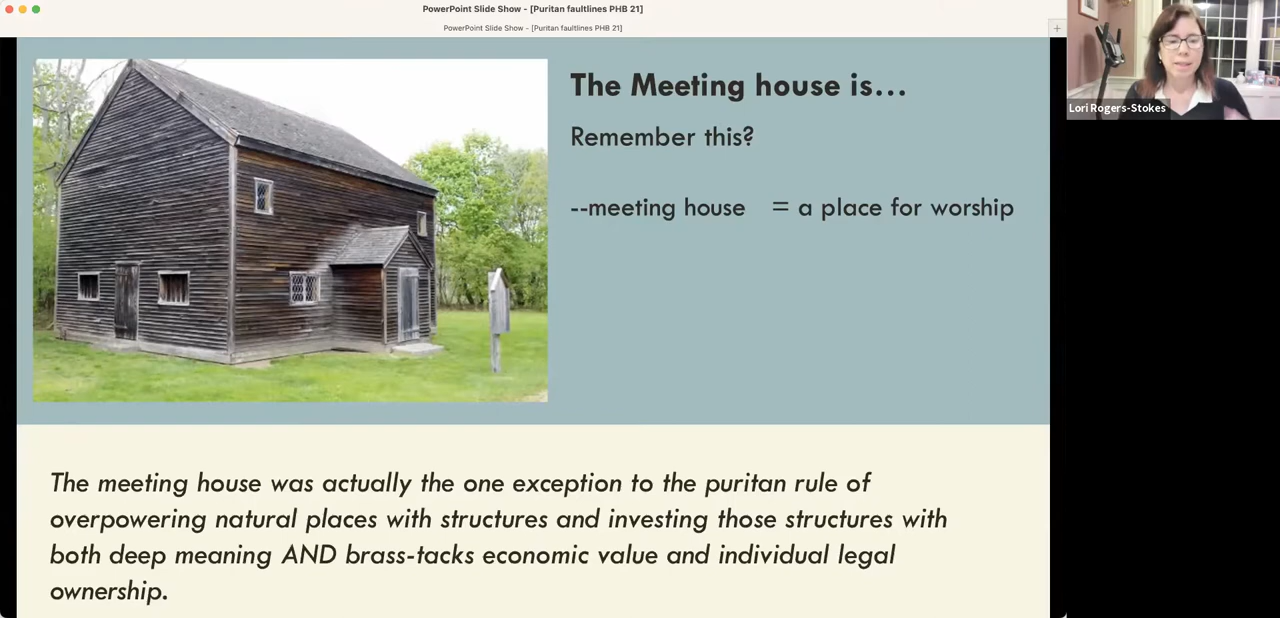 PowerPoint Slide Show - [Puritan faultlines PHB 21]
PowerPoint Slide Show - [Puritan faultlines PHB 21]
+
The Meeting house is...
Remember this?
--meeting house = a place for worship
The meeting house was actually the one exception to the puritan rule of
overpowering natural places with structures and investing those structures with
both deep meaning AND brass-tacks economic value and individual legal
ownership.
Lori Rogers-Stokes